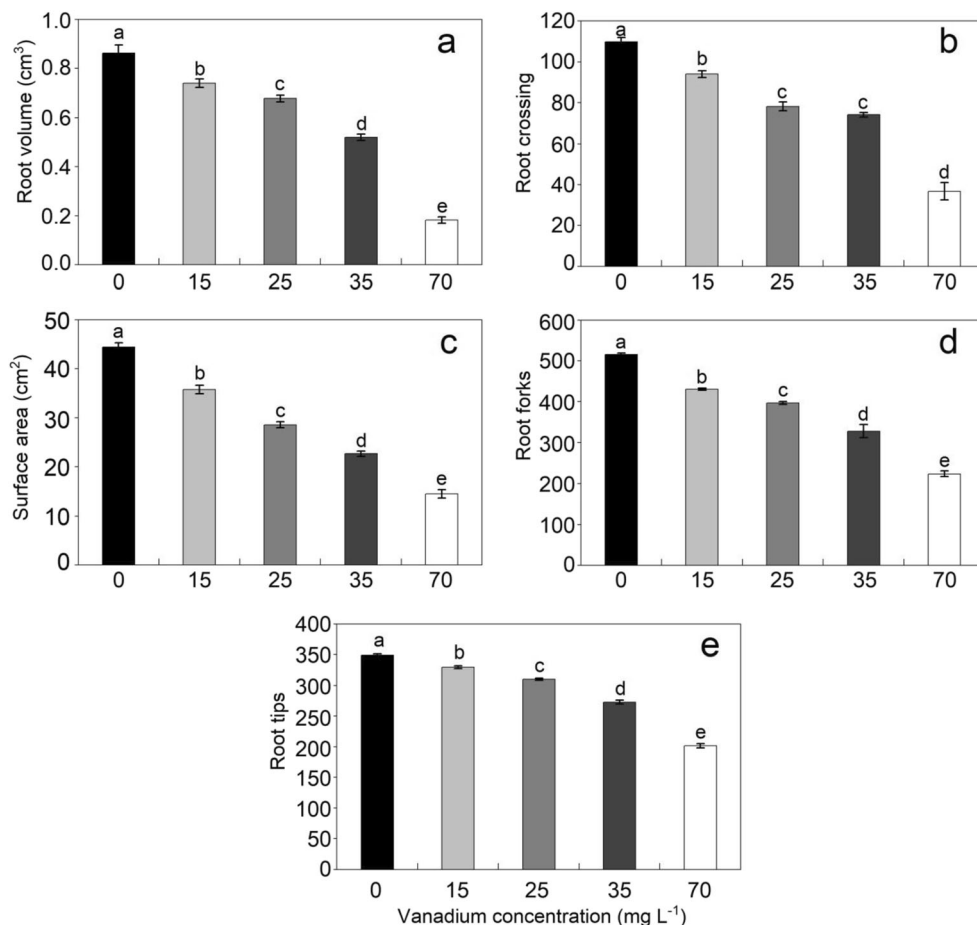 Root volume (cm³)
1.0
0.8
0.6
0.4
0.2
0.0
a
b
c
d
e
a
0
15
25
35
70
Root crossing
120
100
80
60
40
20
0
a
b
c
c
d
b
0
15
25
35
70
Surface area (cm²)
50
40
30
20
10
0
a
b
c
d
e
c
0
15
25
35
70
Root forks
600
500
400
300
200
100
0
a
b
c
d
e
d
0
15
25
35
70
Root tips
400
350
300
250
200
150
100
50
0
a
b
c
d
e
e
0
15
25
35
70
Vanadium concentration (mg L⁻¹)